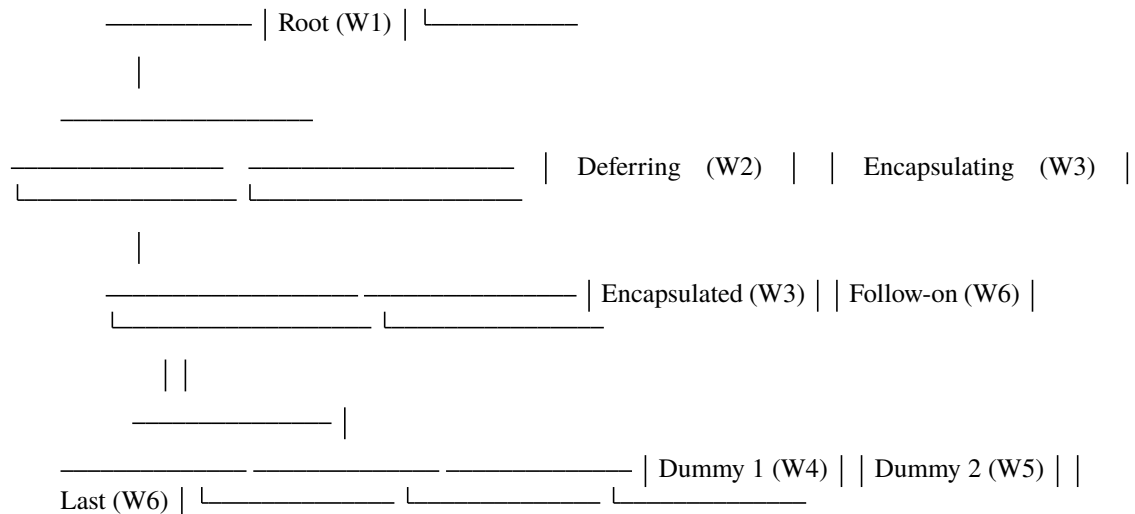 ─────────── │ Root (W1) │ └───────────
│
───────────────────
──────────────── ──────────────────── │ Deferring (W2) │ │ Encapsulating (W3) │
└──────────────── └─────────────────────
│
─────────────────── ──────────────── │ Encapsulated (W3) │ │ Follow-on (W6) │
└─────────────────── └────────────────
│ │
─────────────── │
────────────── ────────────── ────────────── │ Dummy 1 (W4) │ │ Dummy 2 (W5) │ │
Last (W6) │ └────────────── └────────────── └──────────────